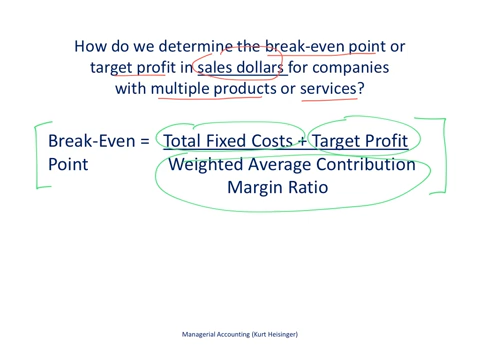 How do we determine the break-even point or
target profit in sales dollars for companies
with multiple products or services?
Break-Even = Total Fixed Costs + Target Profit
Point Weighted Average Contribution
Margin Ratio
Managerial Accounting (Kurt Heisinger)